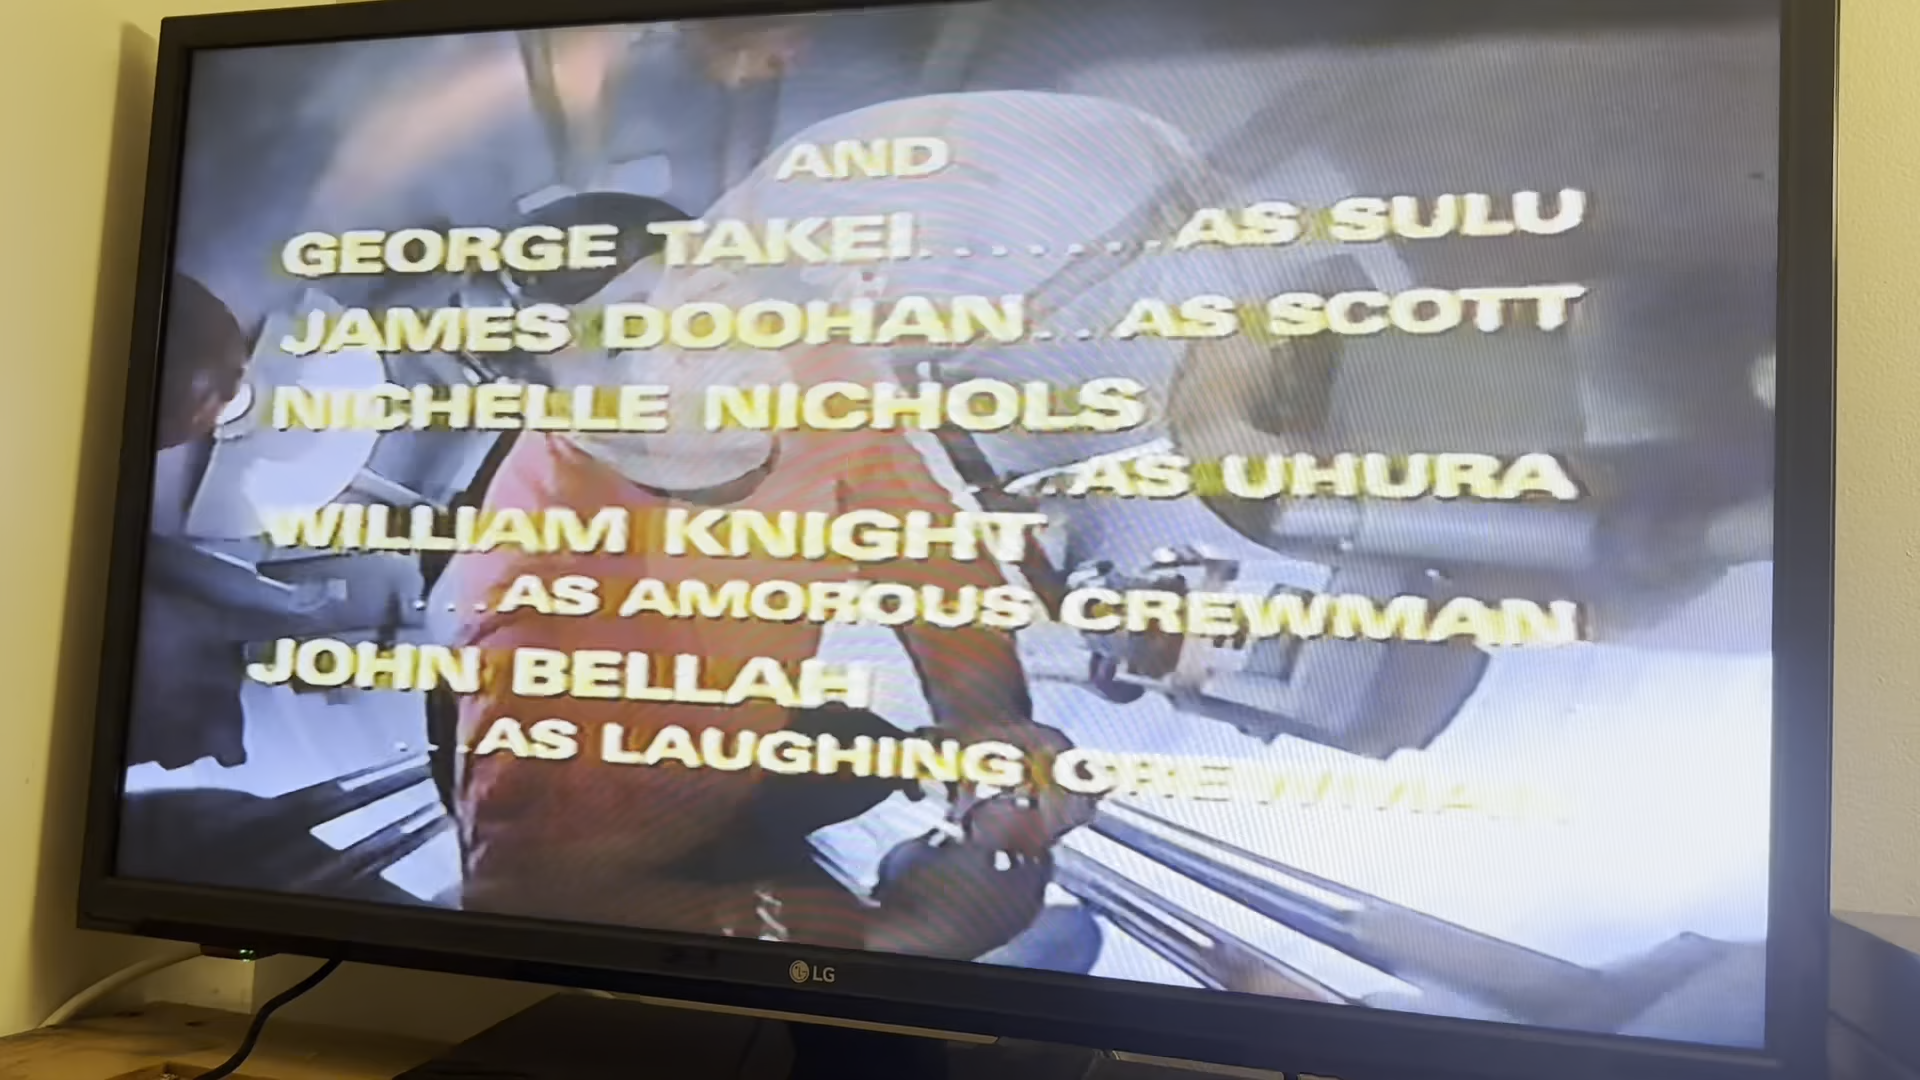 AND
GEORGE TAKEI.......AS SULU
JAMES DOOHAN...AS SCOTT
NICHELLE NICHOLS
...AS UHURA
WILLIAM KNIGHT
....AS AMOROUS CREWMAN
JOHN BELLAH
...AS LAUGHING CREWMAN
LG